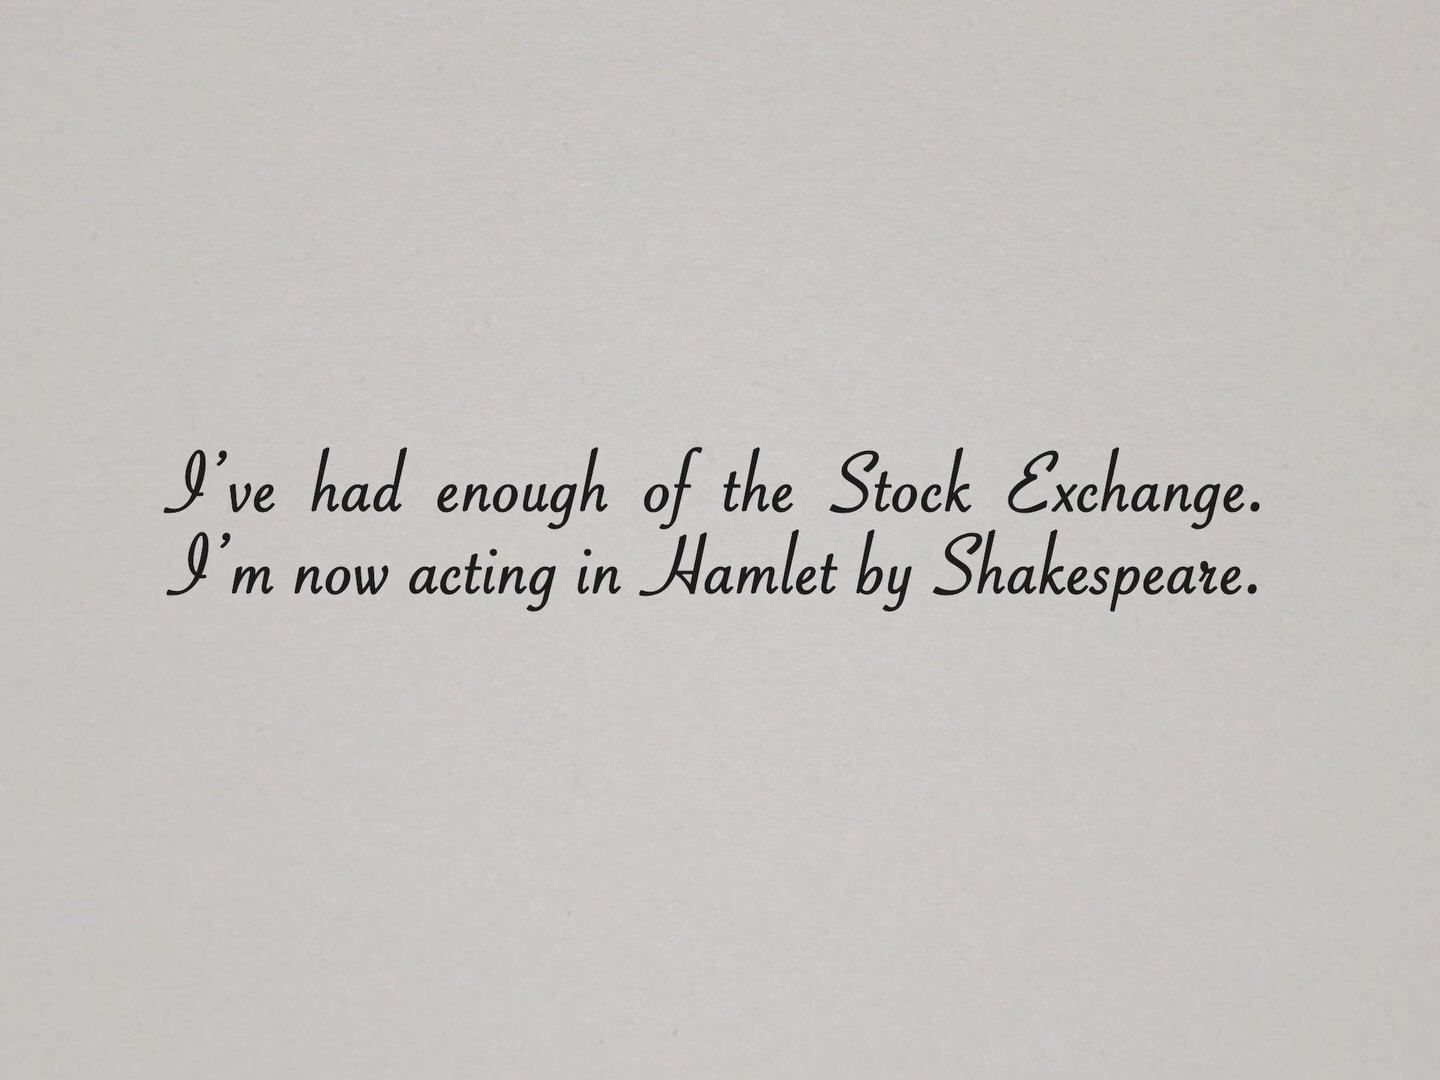 I’ve had enough of the Stock Exchange.
I’m now acting in Hamlet by Shakespeare.